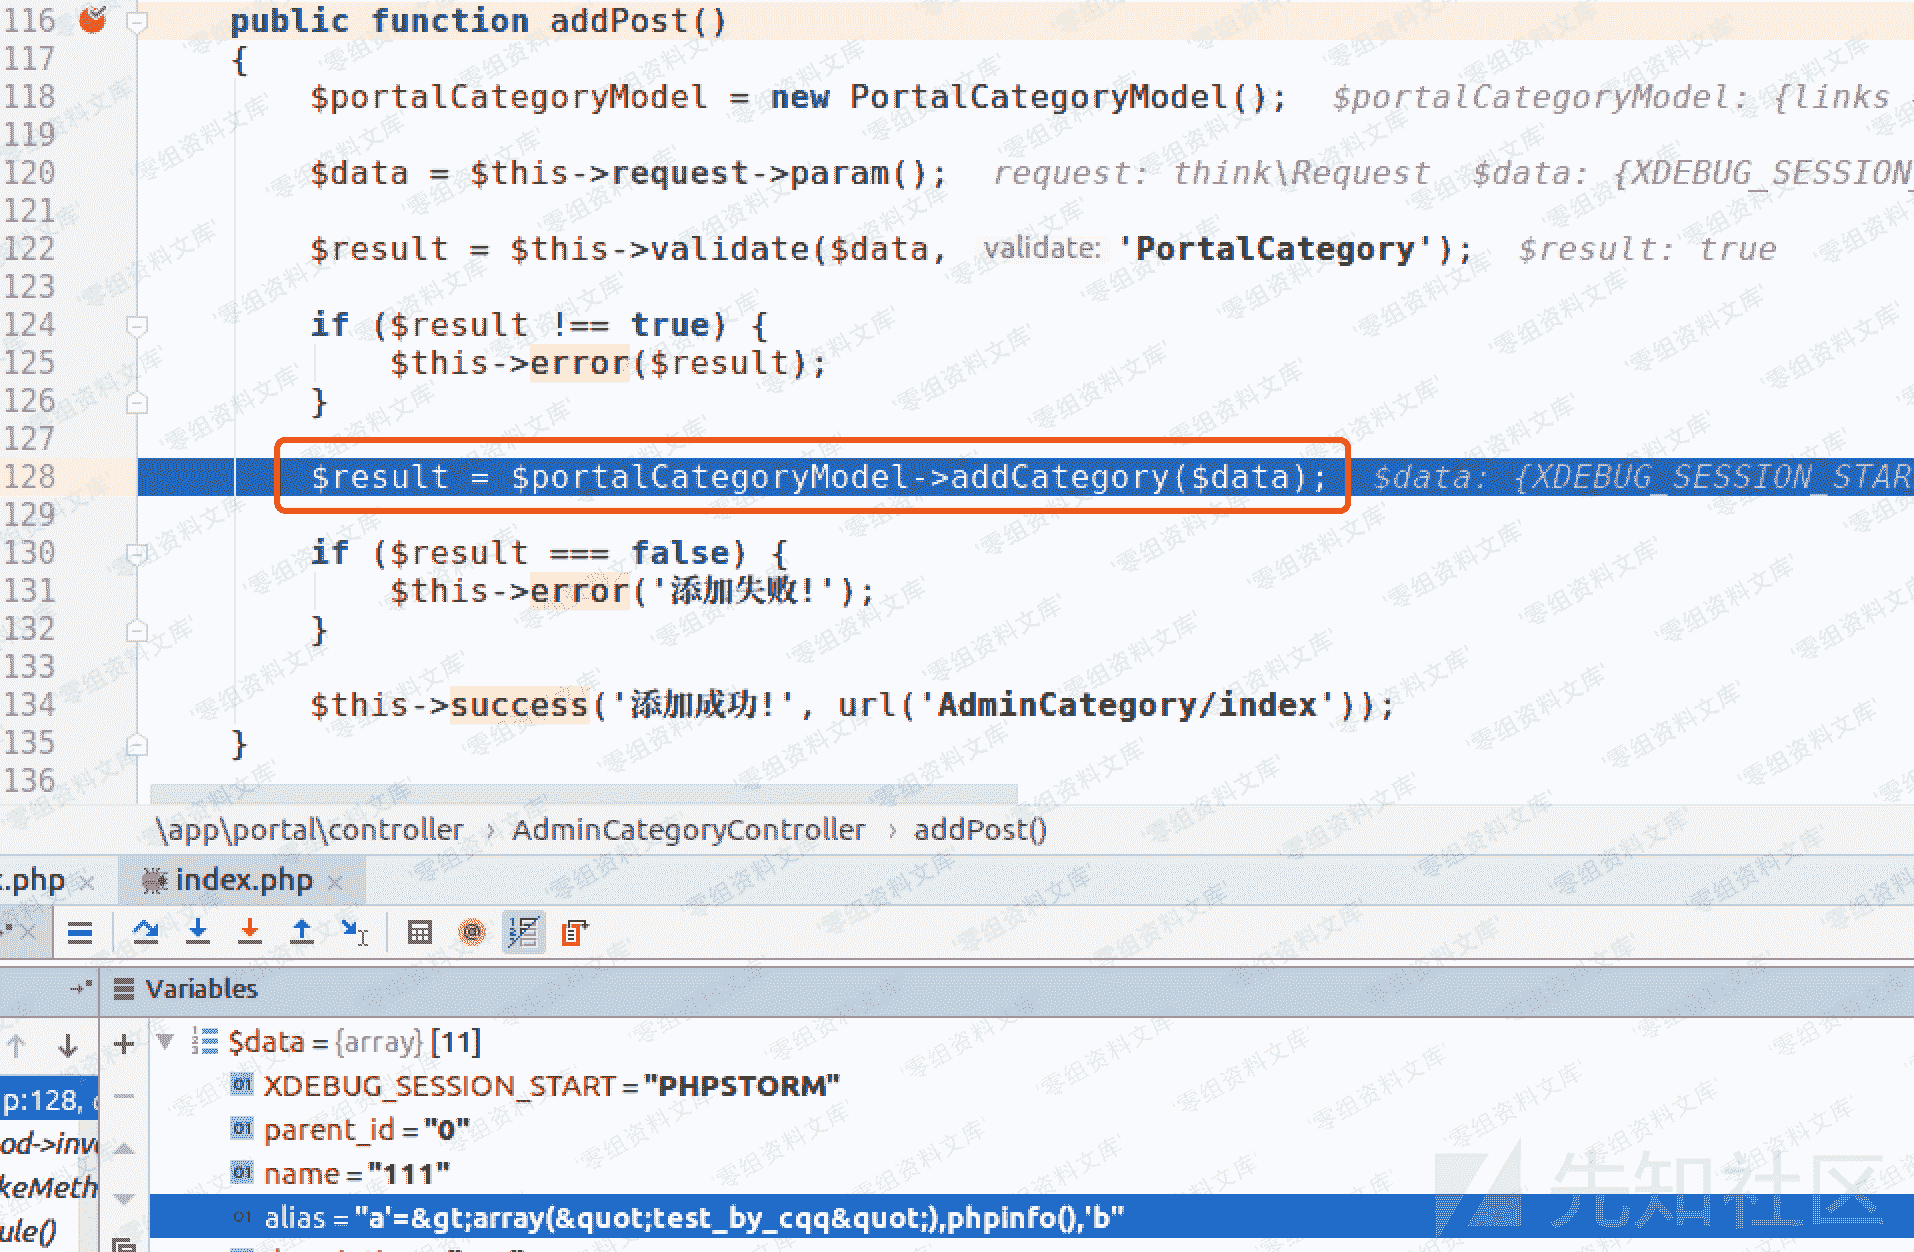 116 public function addPost()
117 {
118 $portalCategoryModel = new PortalCategoryModel(); $portalCategoryModel: {links
119
120 $data = $this->request->param(); request: think\Request $data: {XDEBUG_SESSION_
121
122 $result = $this->validate($data, validate: 'PortalCategory'); $result: true
123
124 if ($result !== true) {
125 $this->error($result);
126 }
127
128 $result = $portalCategoryModel->addCategory($data); $data: {XDEBUG_SESSION_STAR
129
130 if ($result === false) {
131 $this->error('添加失败!');
132 }
133
134 $this->success('添加成功!', url('AdminCategory/index'));
135 }
136
\app\portal\controller › AdminCategoryController › addPost()
.php × index.php ×
Variables
$data = {array} [11]
XDEBUG_SESSION_START = "PHPSTORM"
p:128,
parent_id = "0"
od->inv
name = "111"
keMeth
alias = "a'=&gt;array(&quot;test_by_cqq&quot;),phpinfo(),'b"
ule()
零组资料文库
先知社区